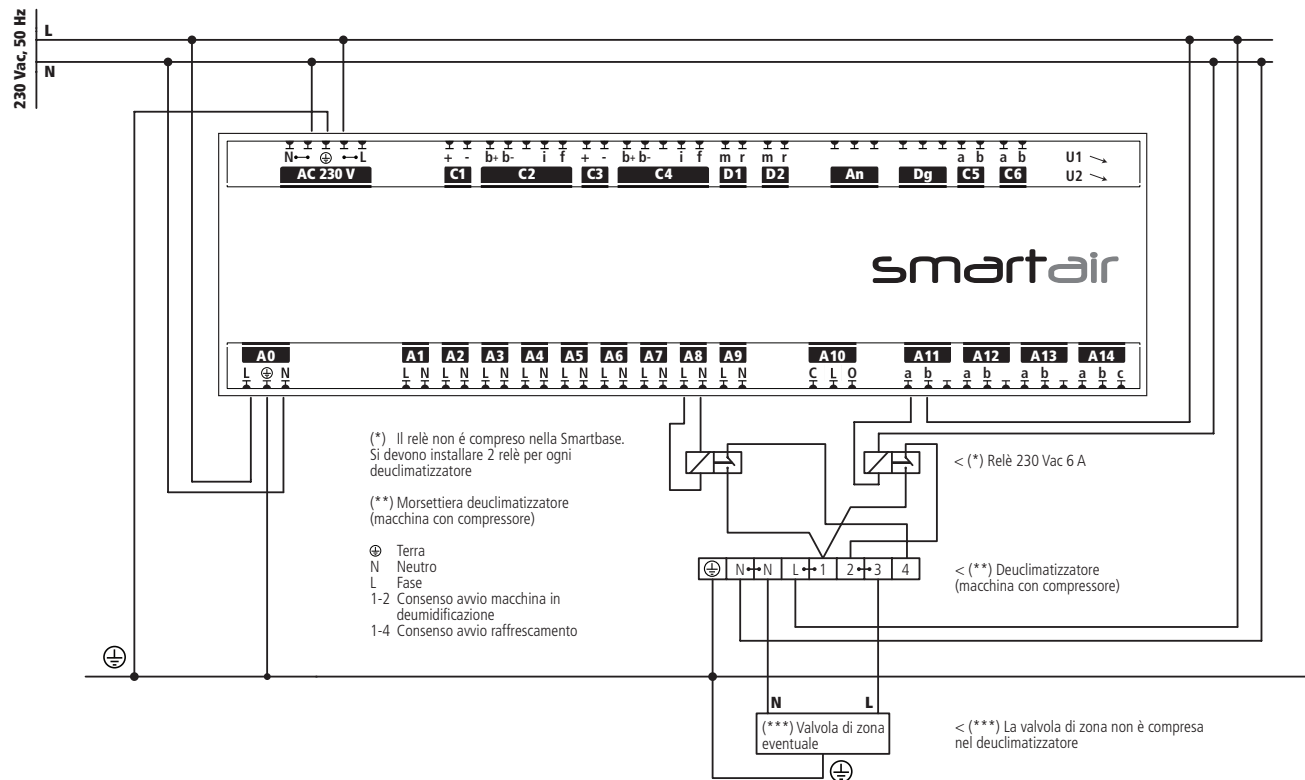 230 Vac, 50 Hz
L
N
N L
+ - b+ b- i f + - b+ b- i f m r m r a b a b
AC 230 V C1 C2 C3 C4 D1 D2 An Dg C5 C6
U1
U2
smartair
A0 A1 A2 A3 A4 A5 A6 A7 A8 A9 A10 A11 A12 A13 A14
L N L N L N L N L N L N L N L N L N L N C L O a b a b a b a b c
(*) Il relè non é compreso nella Smartbase.
Si devono installare 2 relè per ogni
deuclimatizzatore
(**) Morsettiera deuclimatizzatore
(macchina con compressore)
Terra
N Neutro
L Fase
1-2 Consenso avvio macchina in
deumidificazione
1-4 Consenso avvio raffrescamento
< (*) Relè 230 Vac 6 A
N N L 1 2 3 4
< (**) Deuclimatizzatore
(macchina con compressore)
N L
(***) Valvola di zona
eventuale
< (***) La valvola di zona non è compresa
nel deuclimatizzatore